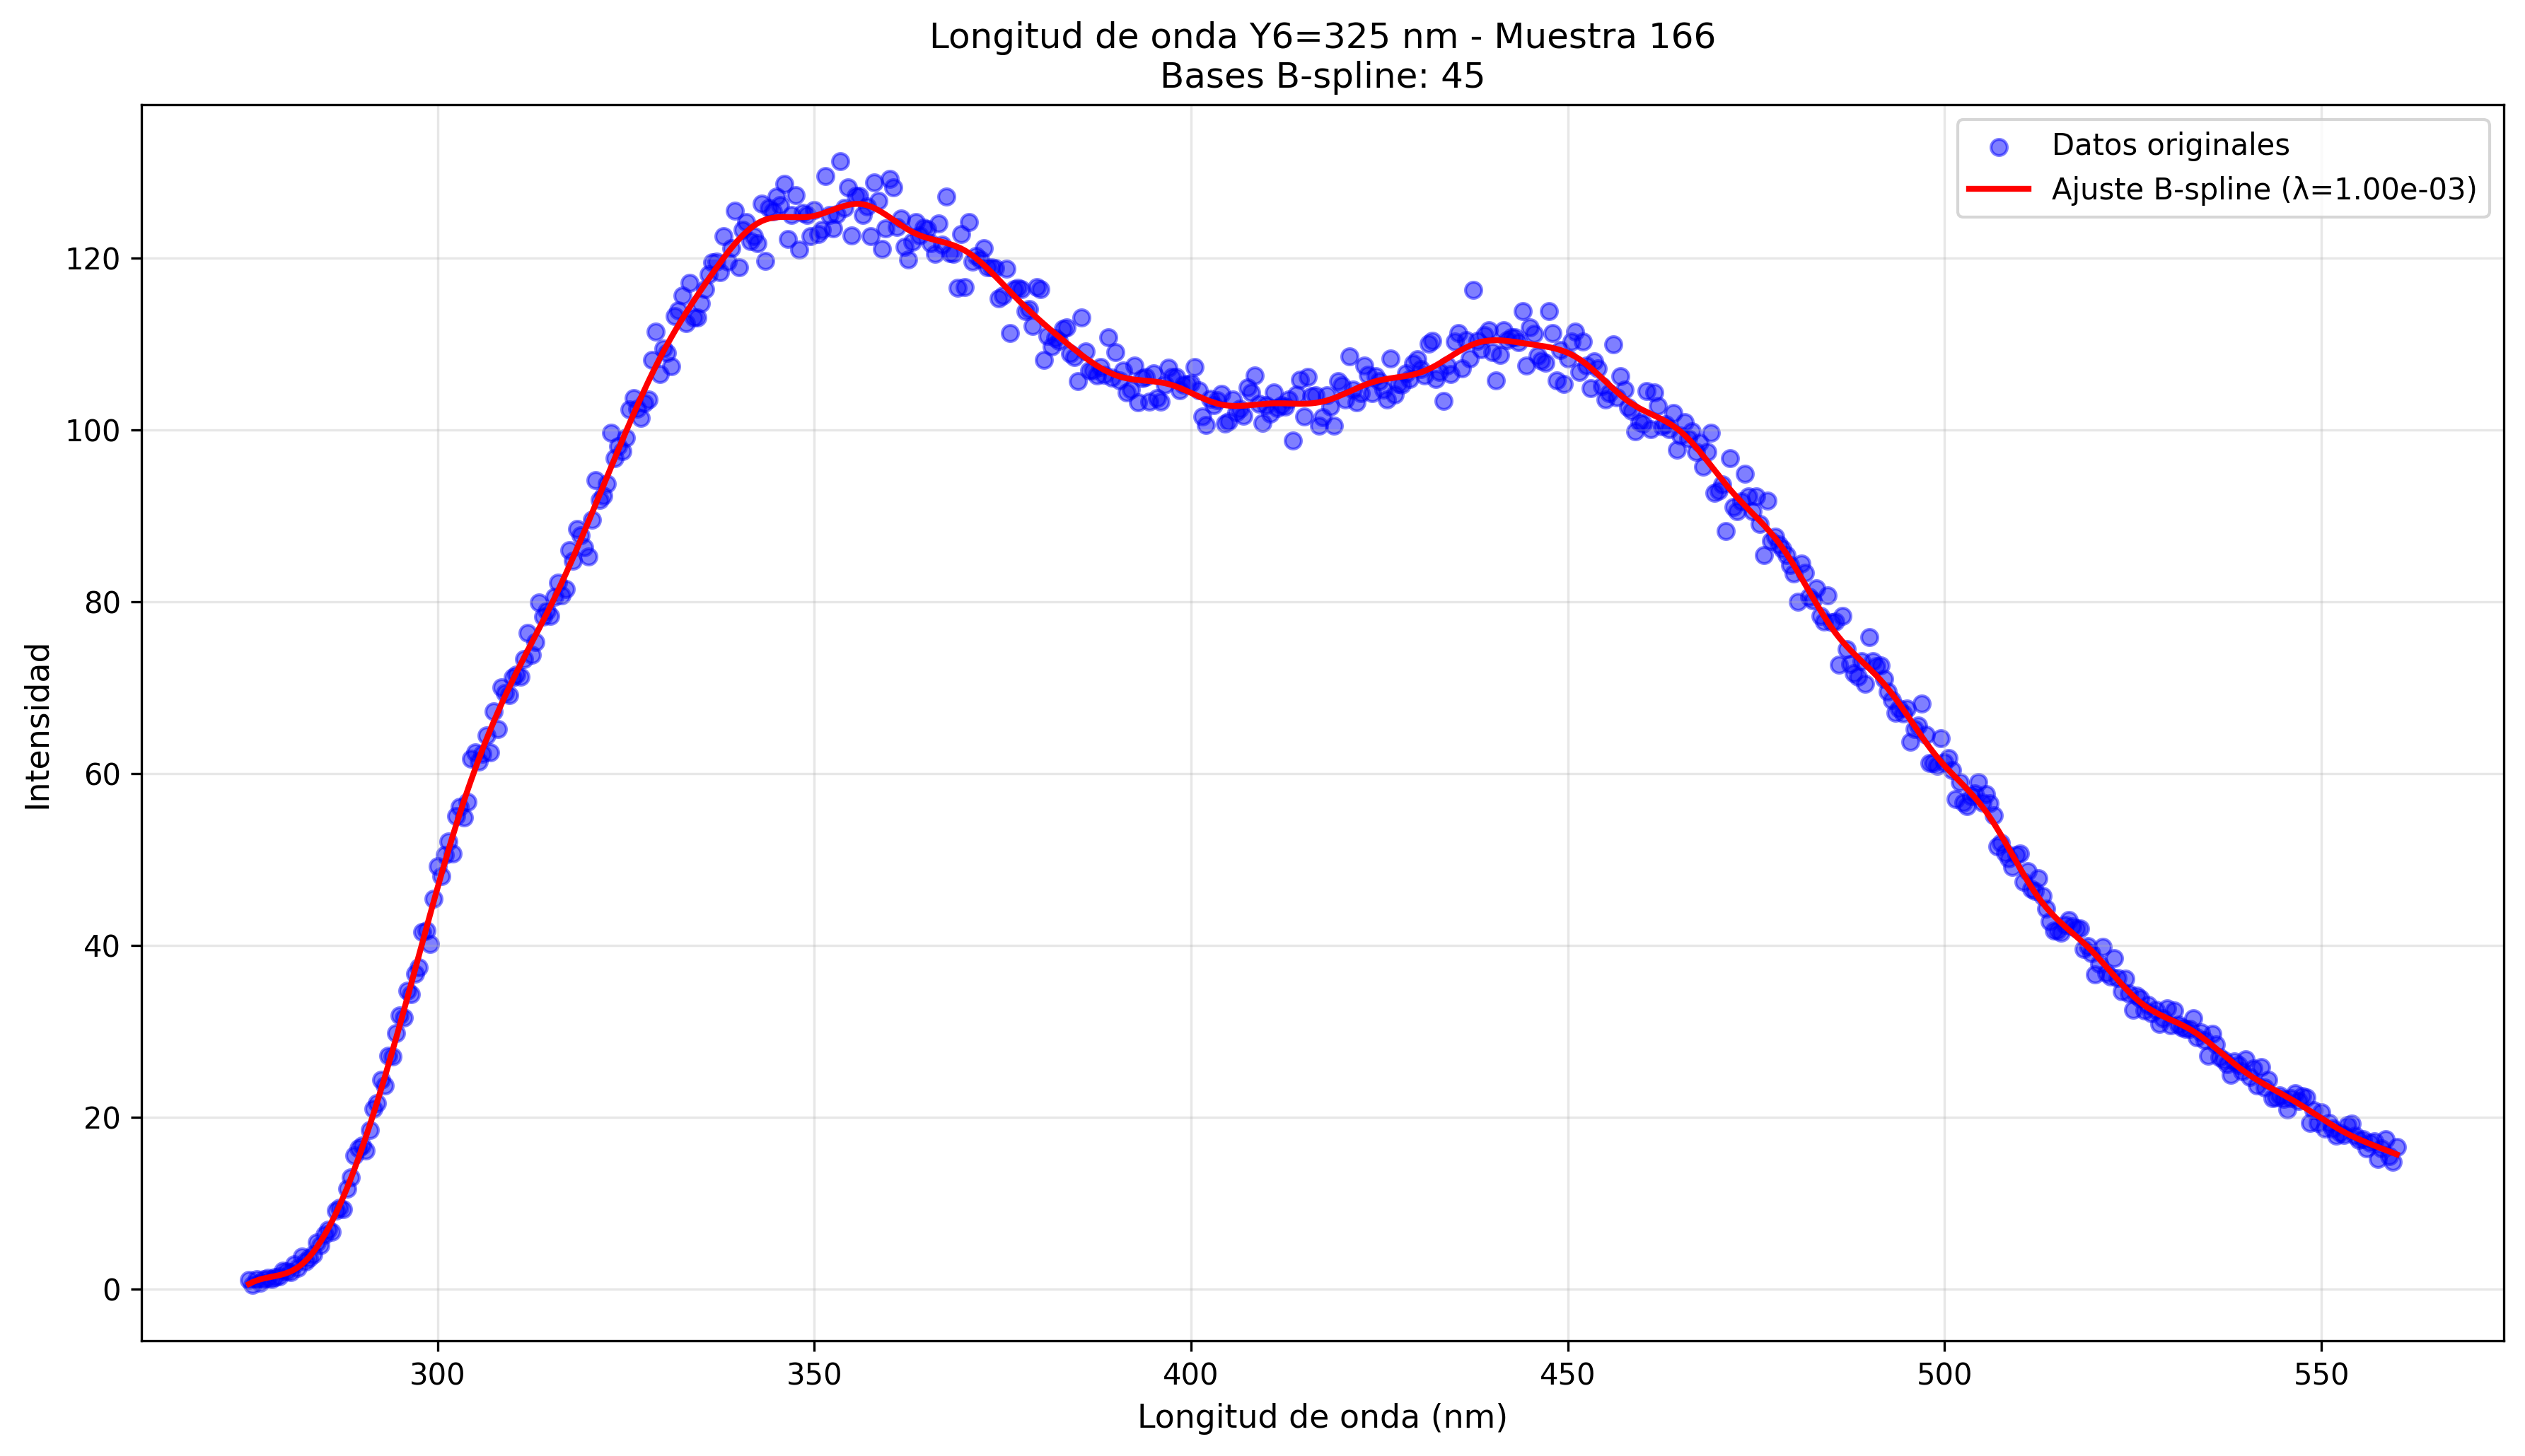 Longitud de onda Y6=325 nm - Muestra 166
Bases B-spline: 45
Datos originales
Ajuste B-spline (λ=1.00e-03)
Intensidad
120
100
80
60
40
20
0
300 350 400 450 500 550
Longitud de onda (nm)